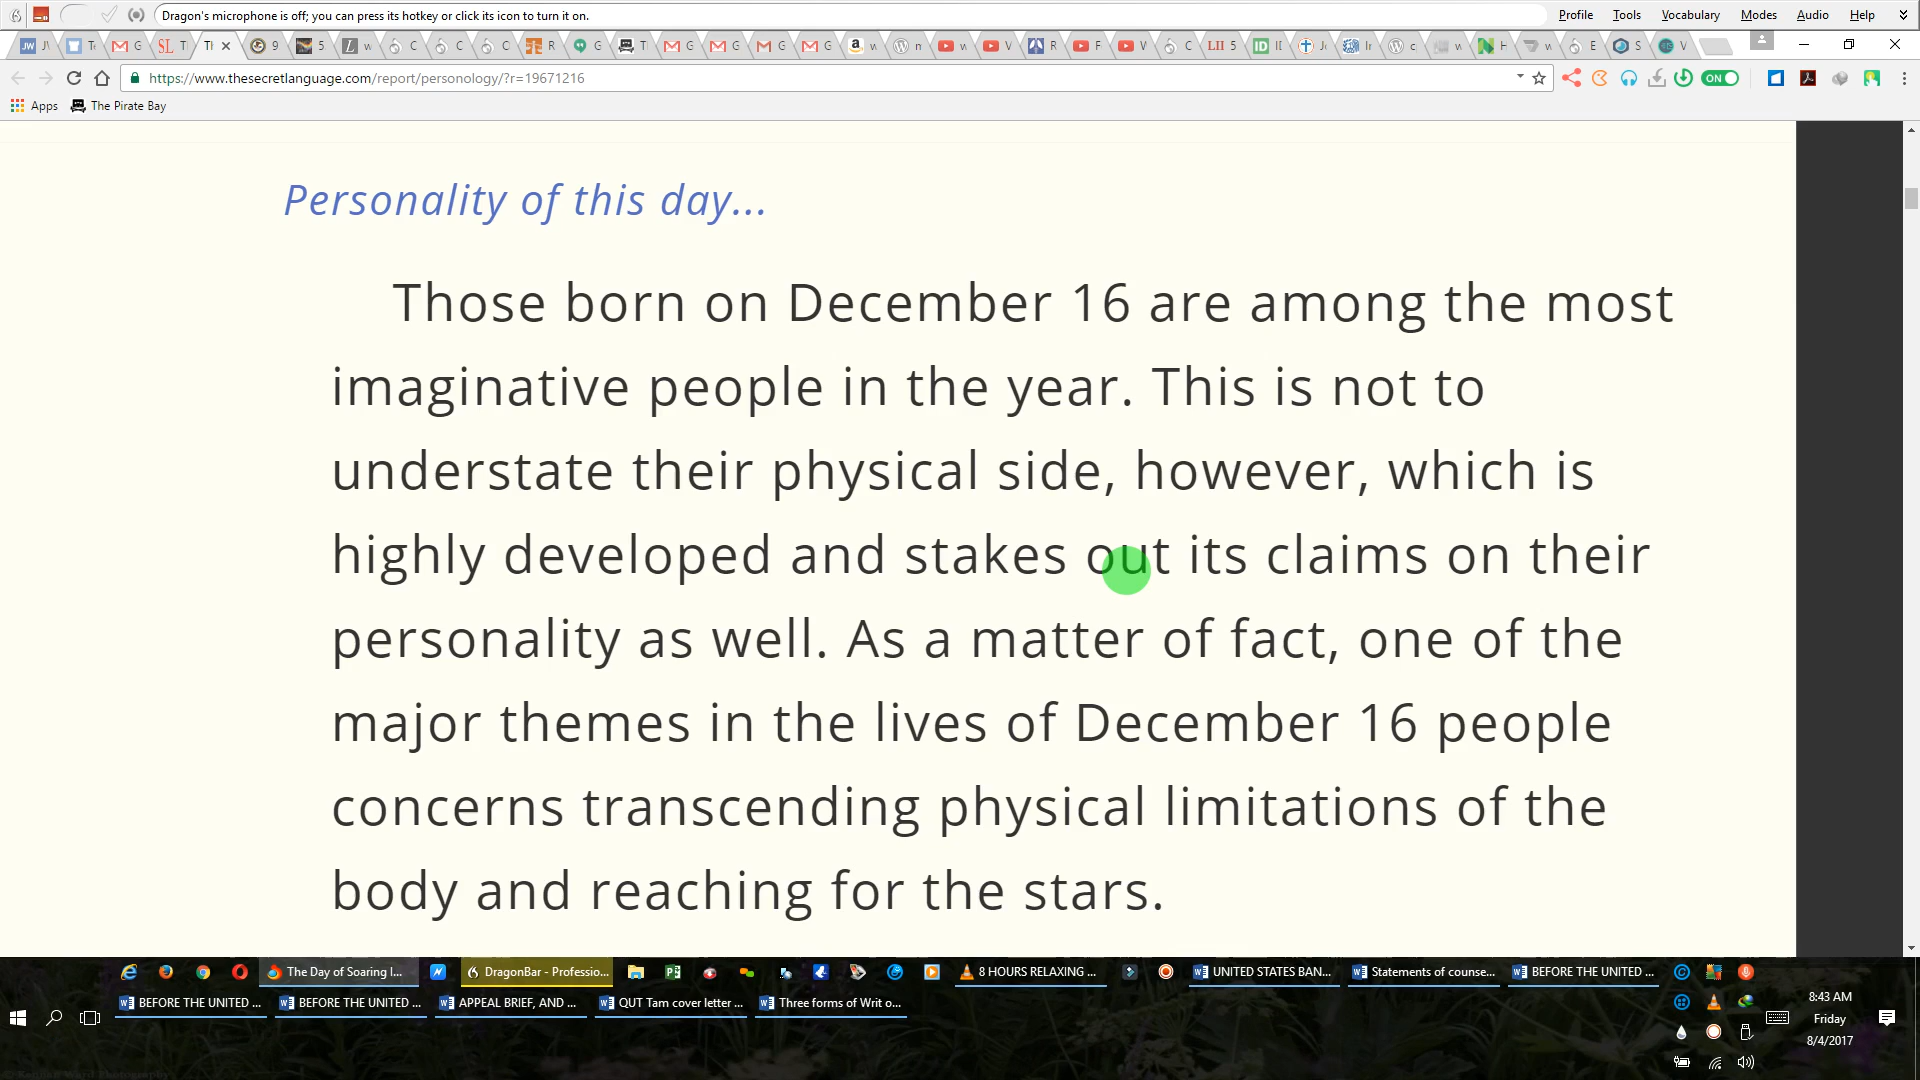 Dragon's microphone is off; you can press its hotkey or click its icon to turn it on.
Profile Tools Vocabulary Modes Audio Help
https://www.thesecretlanguage.com/report/personology/?r=19671216
ON
Apps The Pirate Bay
Personality of this day...
Those born on December 16 are among the most
imaginative people in the year. This is not to
understate their physical side, however, which is
highly developed and stakes out its claims on their
personality as well. As a matter of fact, one of the
major themes in the lives of December 16 people
concerns transcending physical limitations of the
body and reaching for the stars.
The Day of Soaring I... DragonBar - Professio... 8 HOURS RELAXING ... UNITED STATES BAN... Statements of counse... BEFORE THE UNITED ...
BEFORE THE UNITED ... BEFORE THE UNITED ... APPEAL BRIEF, AND ... QUT Tam cover letter ... Three forms of Writ o...
8:43 AM
Friday
8/4/2017